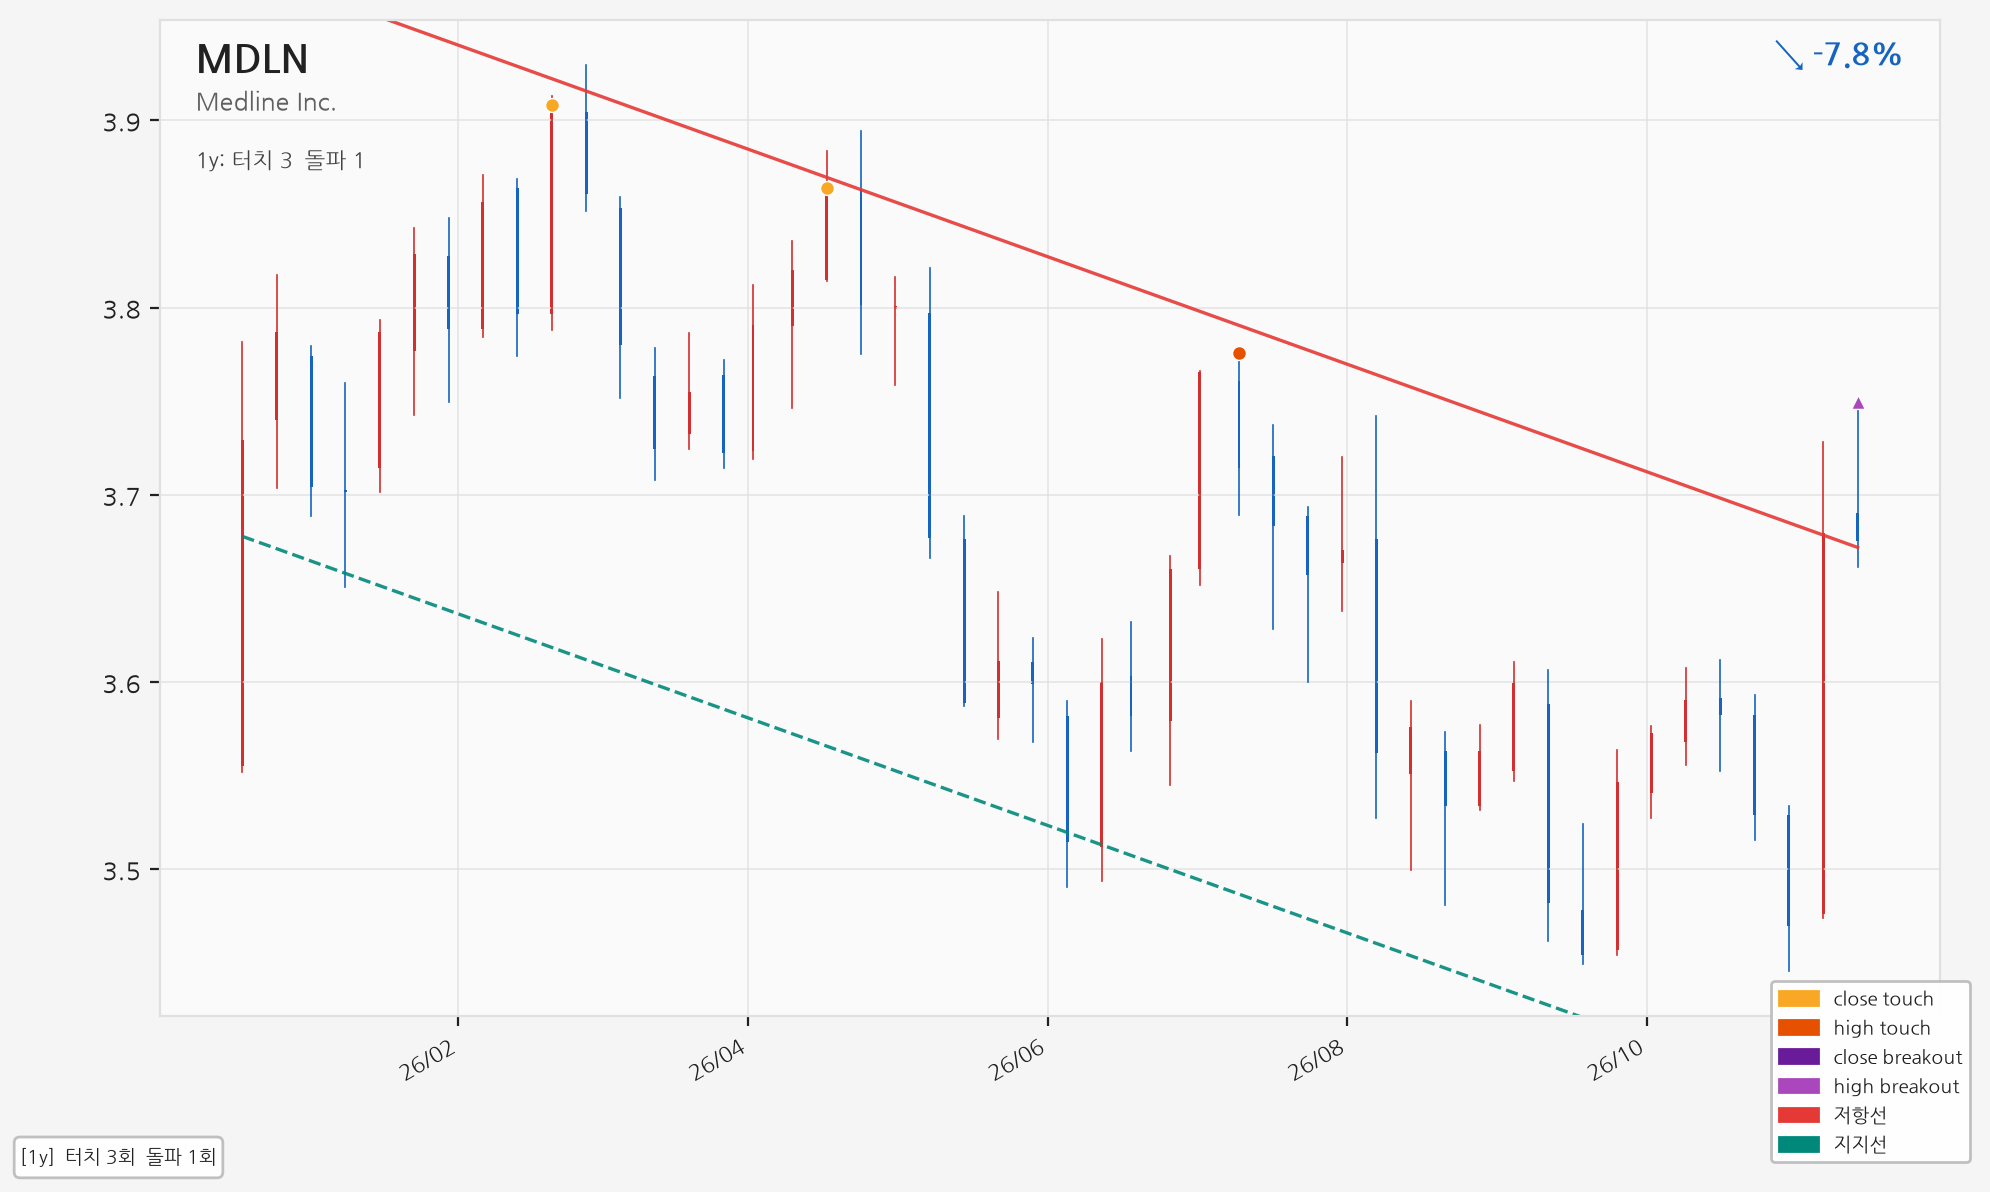 MDLN
Medline Inc.
1y: 터치 3 돌파 1
-7.8%
3.9
3.8
3.7
3.6
3.5
26/02
26/04
26/06
26/08
26/10
close touch
high touch
close breakout
high breakout
저항선
지지선
[1y] 터치 3회 돌파 1회